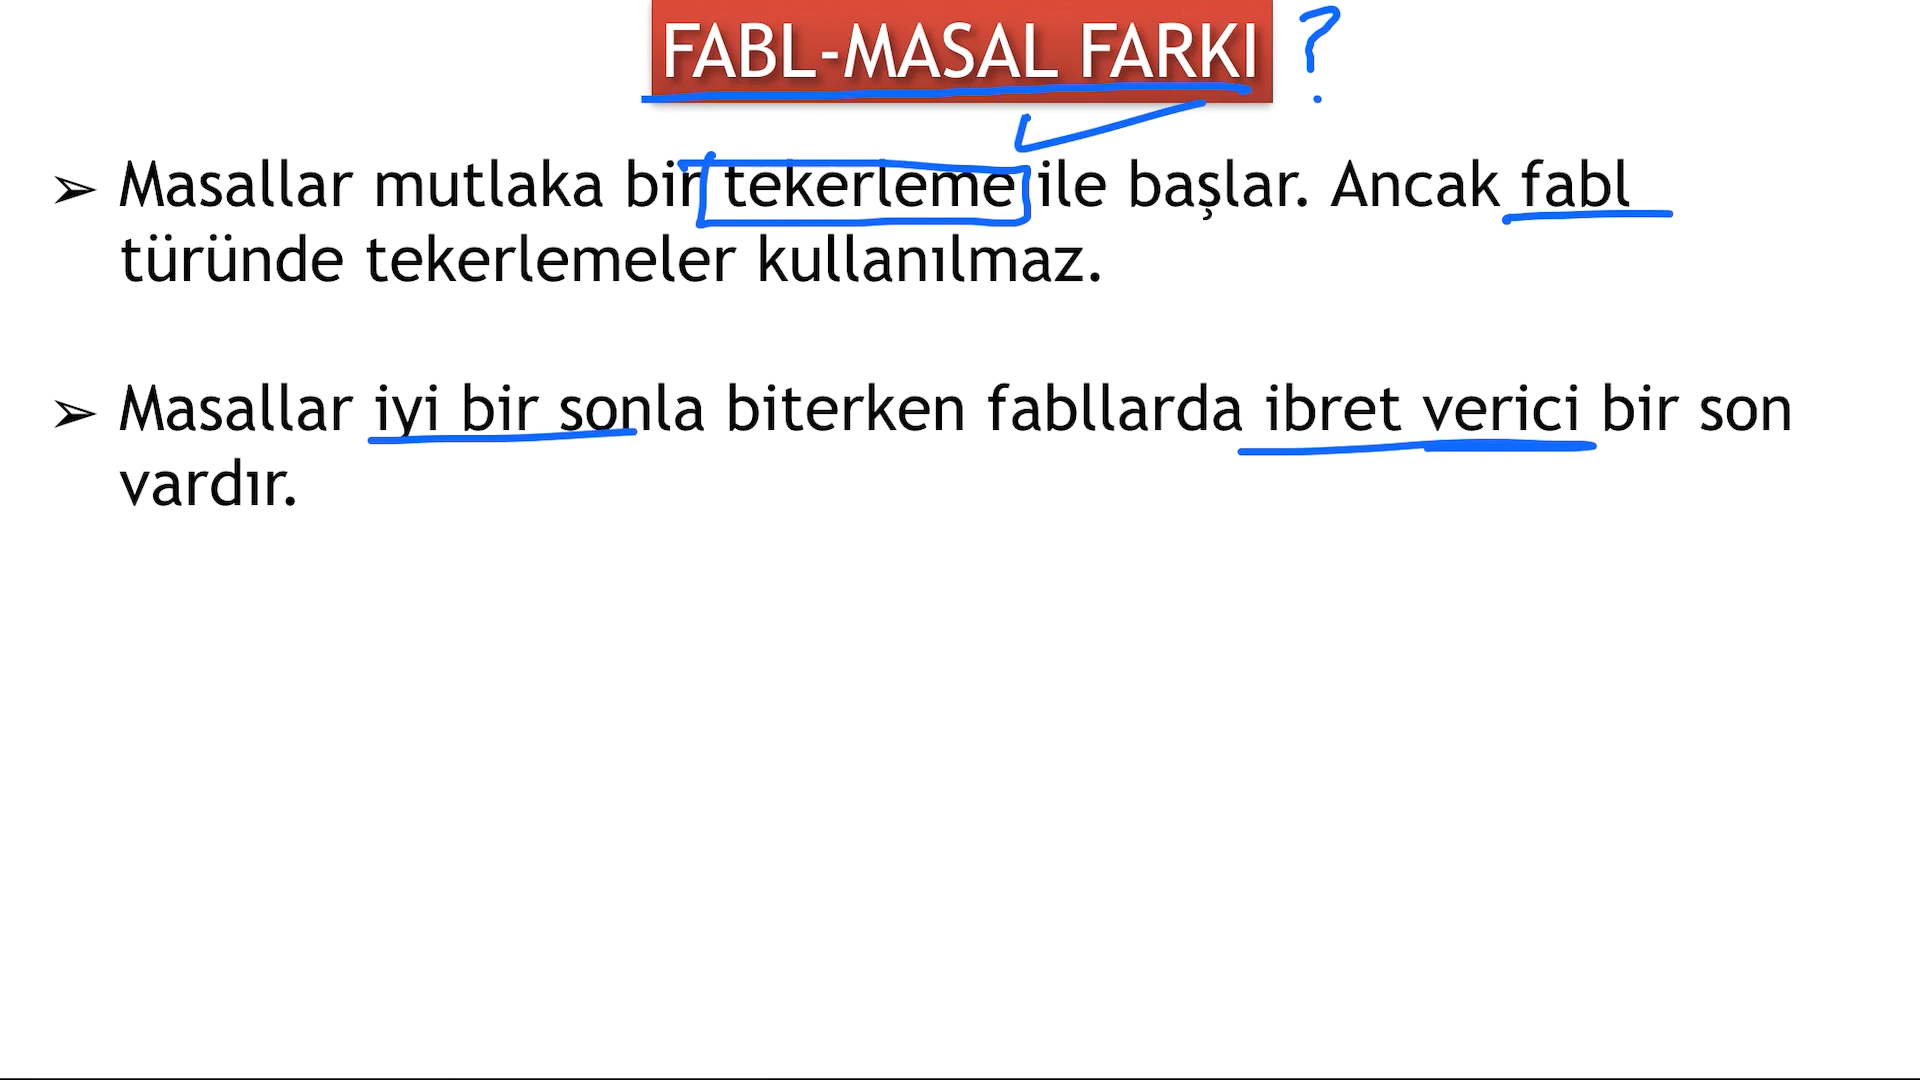 FABL-MASAL FARKI ?
➢ Masallar mutlaka bir tekerleme ile başlar. Ancak fabl
türünde tekerlemeler kullanılmaz.
➢ Masallar iyi bir sonla biterken fabllarda ibret verici bir son
vardır.